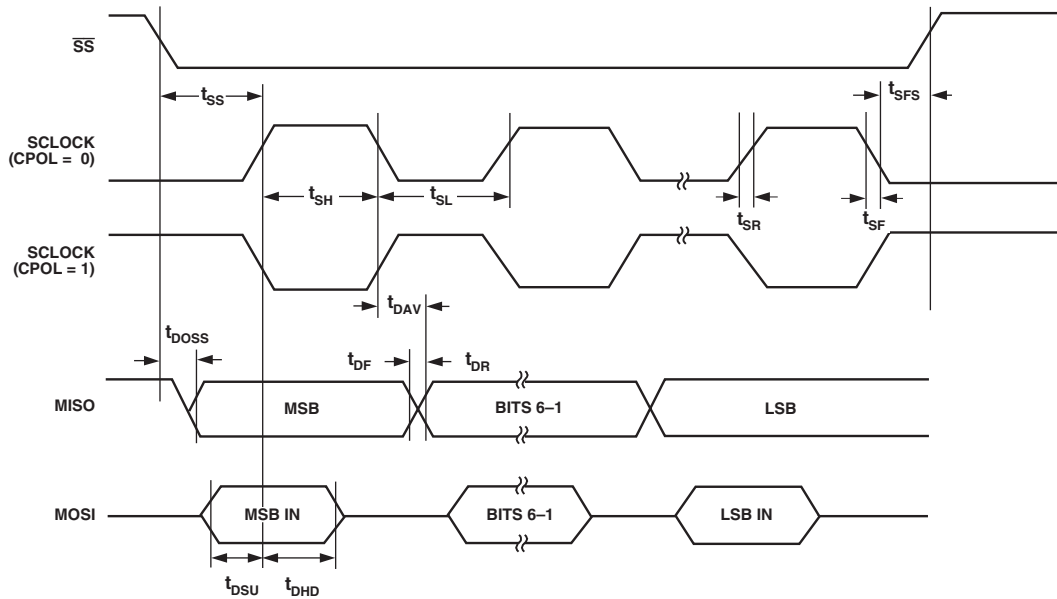 S̅S̅
tSS
tSFS
SCLOCK
(CPOL = 0)
tSH
tSL
tSR
tSF
SCLOCK
(CPOL = 1)
tDAV
tDOSS
tDF
tDR
MISO
MSB
BITS 6–1
LSB
MOSI
MSB IN
BITS 6–1
LSB IN
tDSU
tDHD